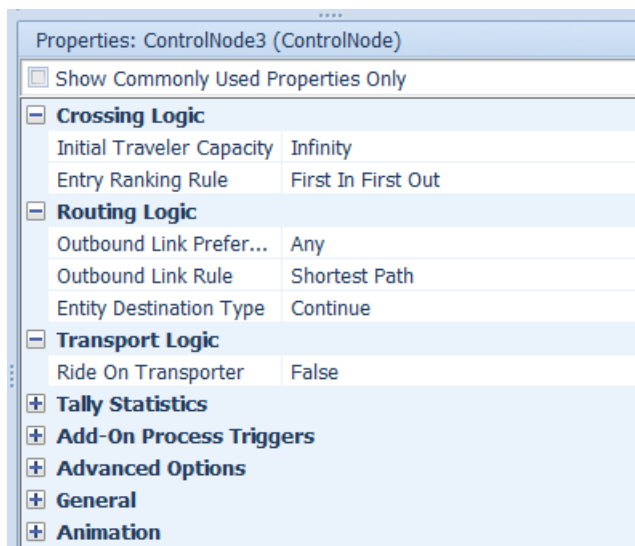 Properties: ControlNode3 (ControlNode)
Show Commonly Used Properties Only
Crossing Logic
Initial Traveler Capacity Infinity
Entry Ranking Rule First In First Out
Routing Logic
Outbound Link Prefer... Any
Outbound Link Rule Shortest Path
Entity Destination Type Continue
Transport Logic
Ride On Transporter False
Tally Statistics
Add-On Process Triggers
Advanced Options
General
Animation